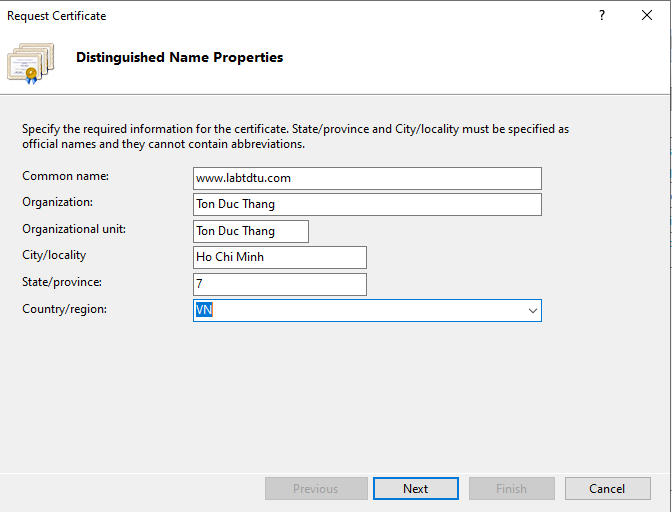 Request Certificate
?
Distinguished Name Properties
Specify the required information for the certificate. State/province and City/locality must be specified as
official names and they cannot contain abbreviations.
Common name: www.labtdtu.com
Organization: Ton Duc Thang
Organizational unit: Ton Duc Thang
City/locality Ho Chi Minh
State/province: 7
Country/region: VN
Previous Next Finish Cancel